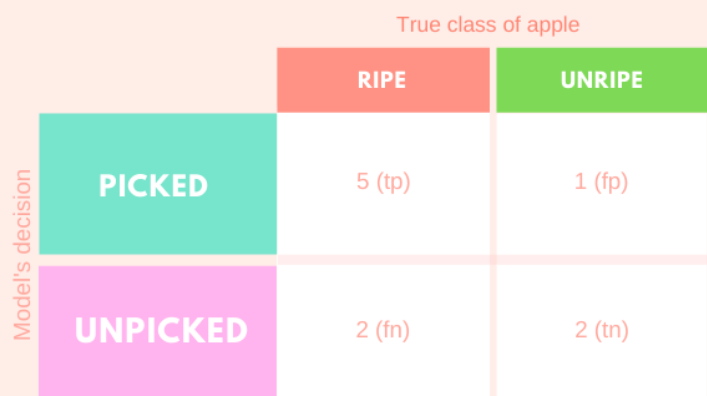 True class of apple
RIPE UNRIPE
Model's decision
PICKED 5 (tp) 1 (fp)
UNPICKED 2 (fn) 2 (tn)